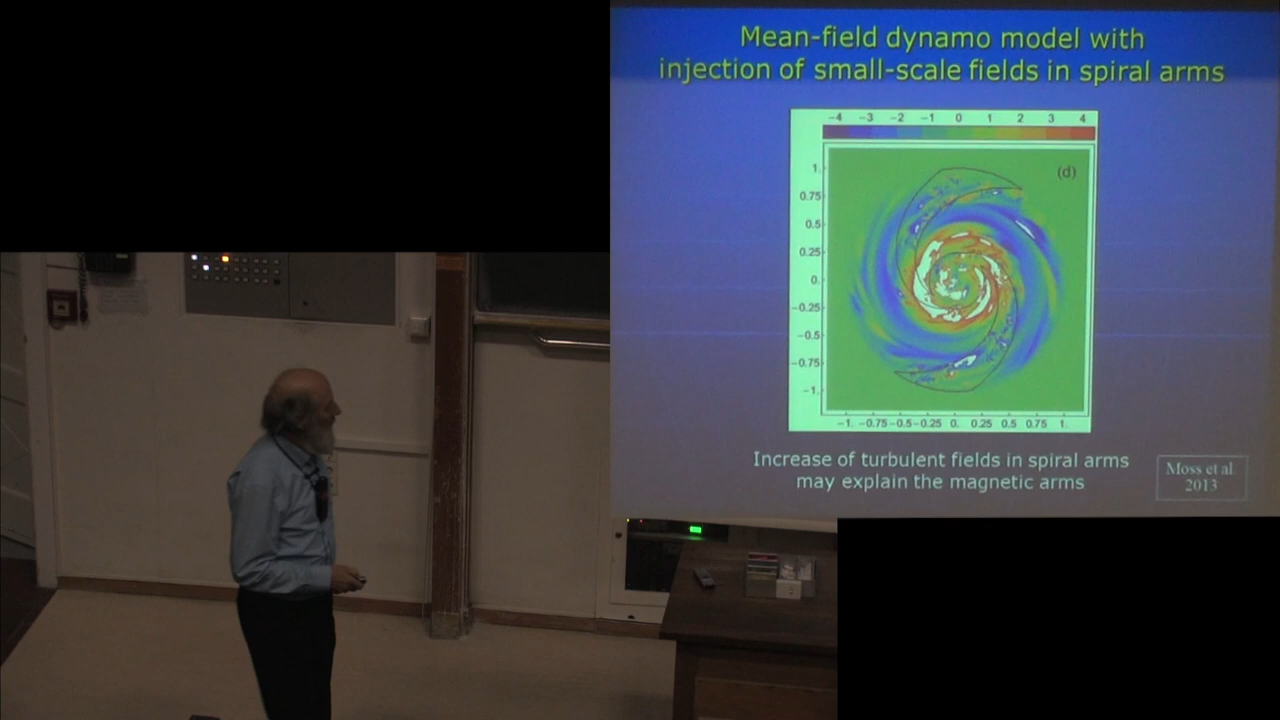 Mean-field dynamo model with
injection of small-scale fields in spiral arms
-4 -3 -2 -1 0 1 2 3 4
(d)
1.
0.75
0.5
0.25
0.
-0.25
-0.5
-0.75
-1.
-1. -0.75 -0.5 -0.25 0. 0.25 0.5 0.75 1.
Increase of turbulent fields in spiral arms
may explain the magnetic arms
Moss et al.
2013